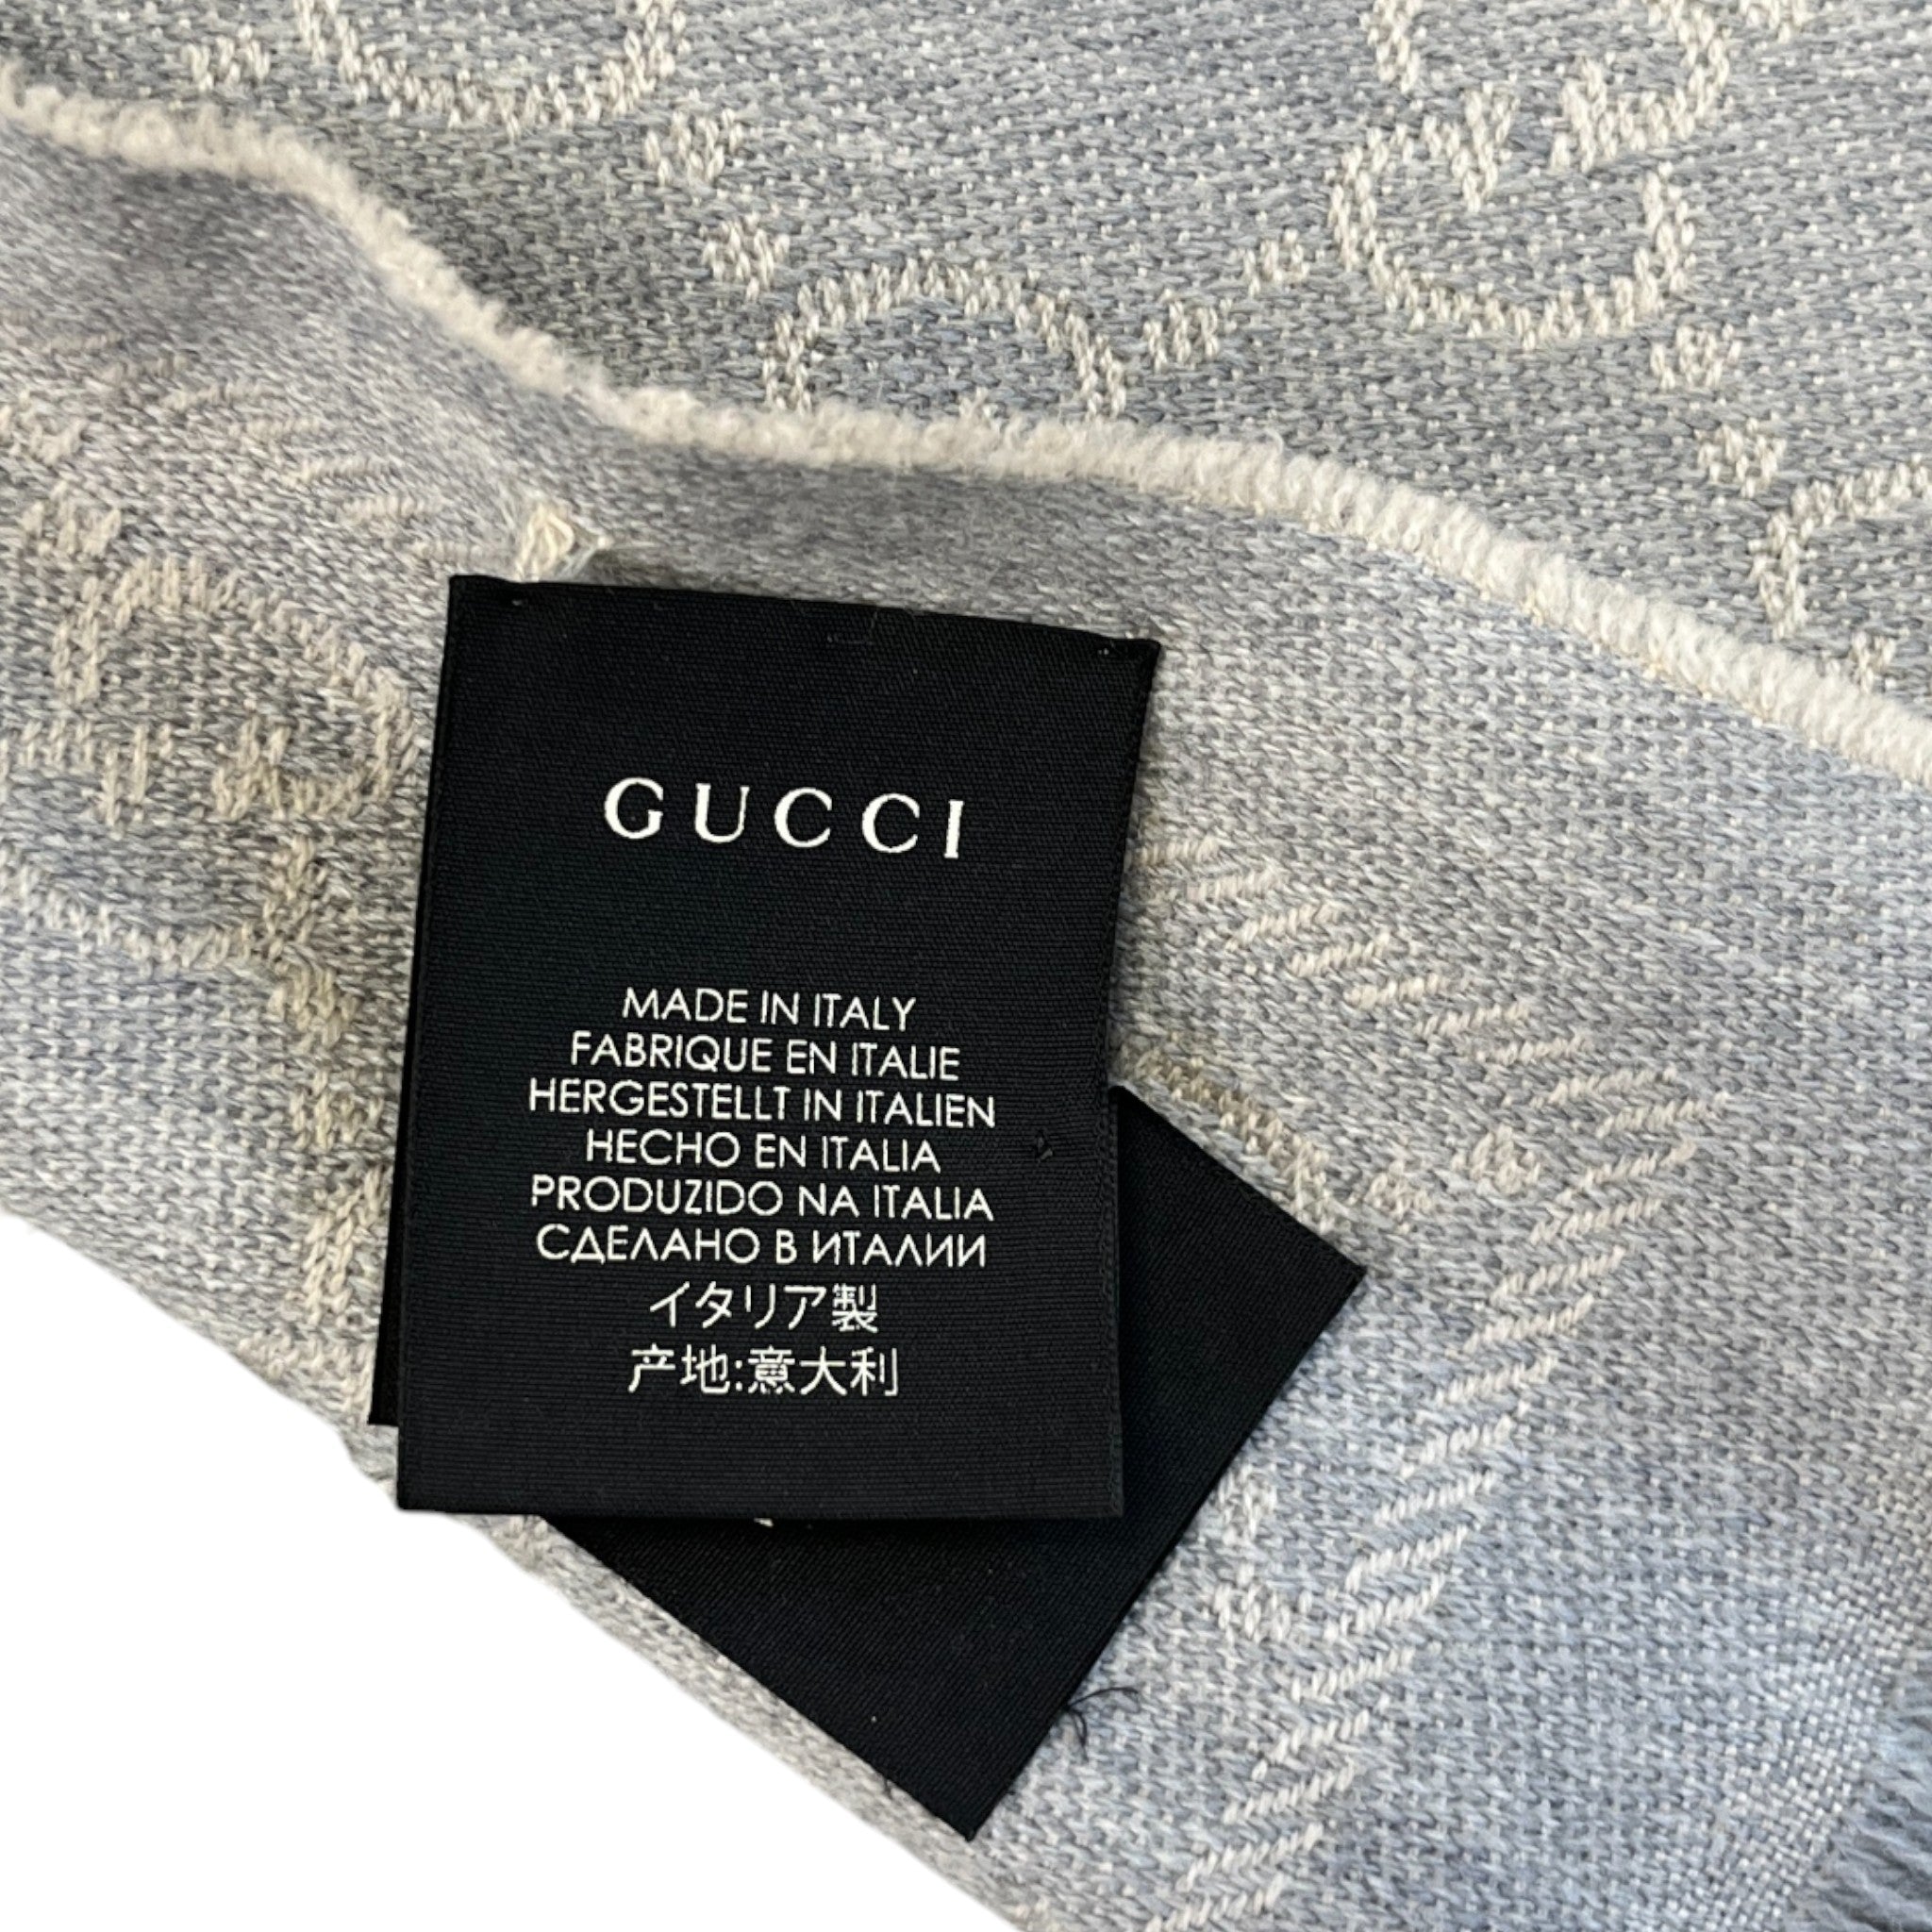 GUCCI
MADE IN ITALY
FABRIQUE EN ITALIE
HERGESTELLT IN ITALIEN
HECHO EN ITALIA
PRODUZIDO NA ITALIA
СДЕЛАНО В ИТАЛИИ
イタリア製
产地:意大利